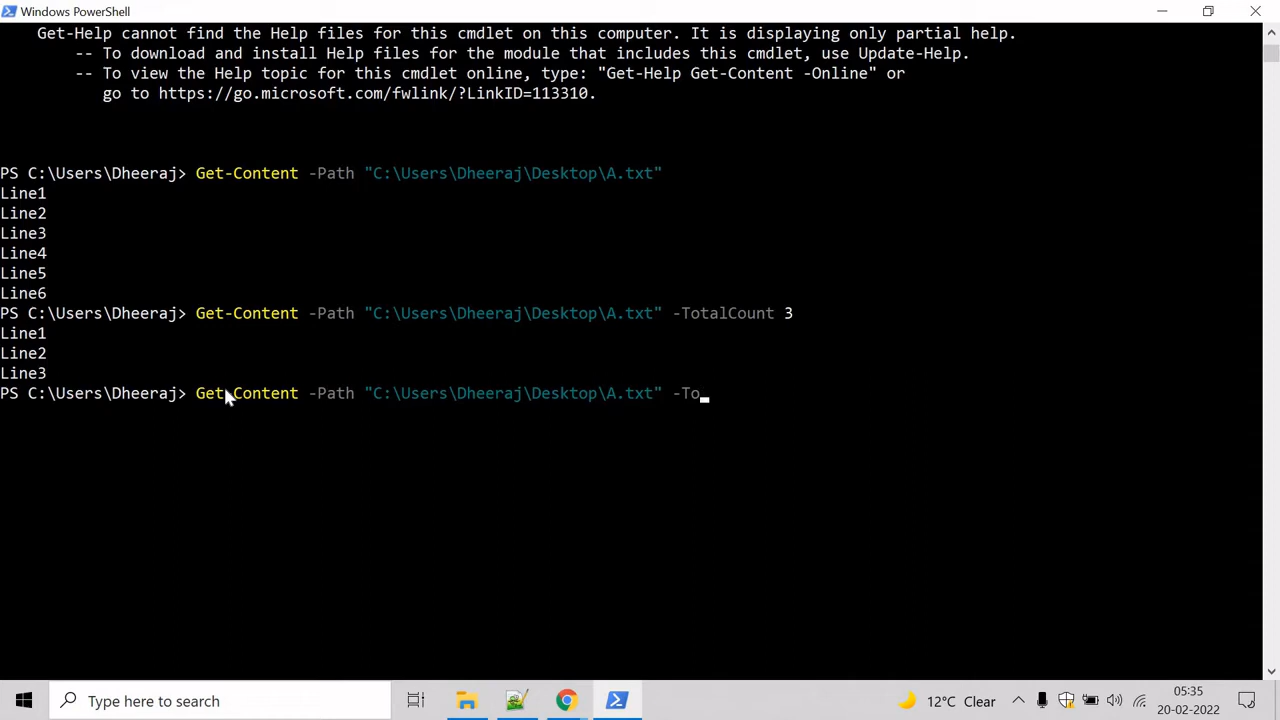 Windows PowerShell
Get-Help cannot find the Help files for this cmdlet on this computer. It is displaying only partial help.
-- To download and install Help files for the module that includes this cmdlet, use Update-Help.
-- To view the Help topic for this cmdlet online, type: "Get-Help Get-Content -Online" or
go to https://go.microsoft.com/fwlink/?LinkID=113310.
PS C:\Users\Dheeraj> Get-Content -Path "C:\Users\Dheeraj\Desktop\A.txt"
Line1
Line2
Line3
Line4
Line5
Line6
PS C:\Users\Dheeraj> Get-Content -Path "C:\Users\Dheeraj\Desktop\A.txt" -TotalCount 3
Line1
Line2
Line3
PS C:\Users\Dheeraj> Get-Content -Path "C:\Users\Dheeraj\Desktop\A.txt" -To_
Type here to search
12°C Clear
05:35
20-02-2022